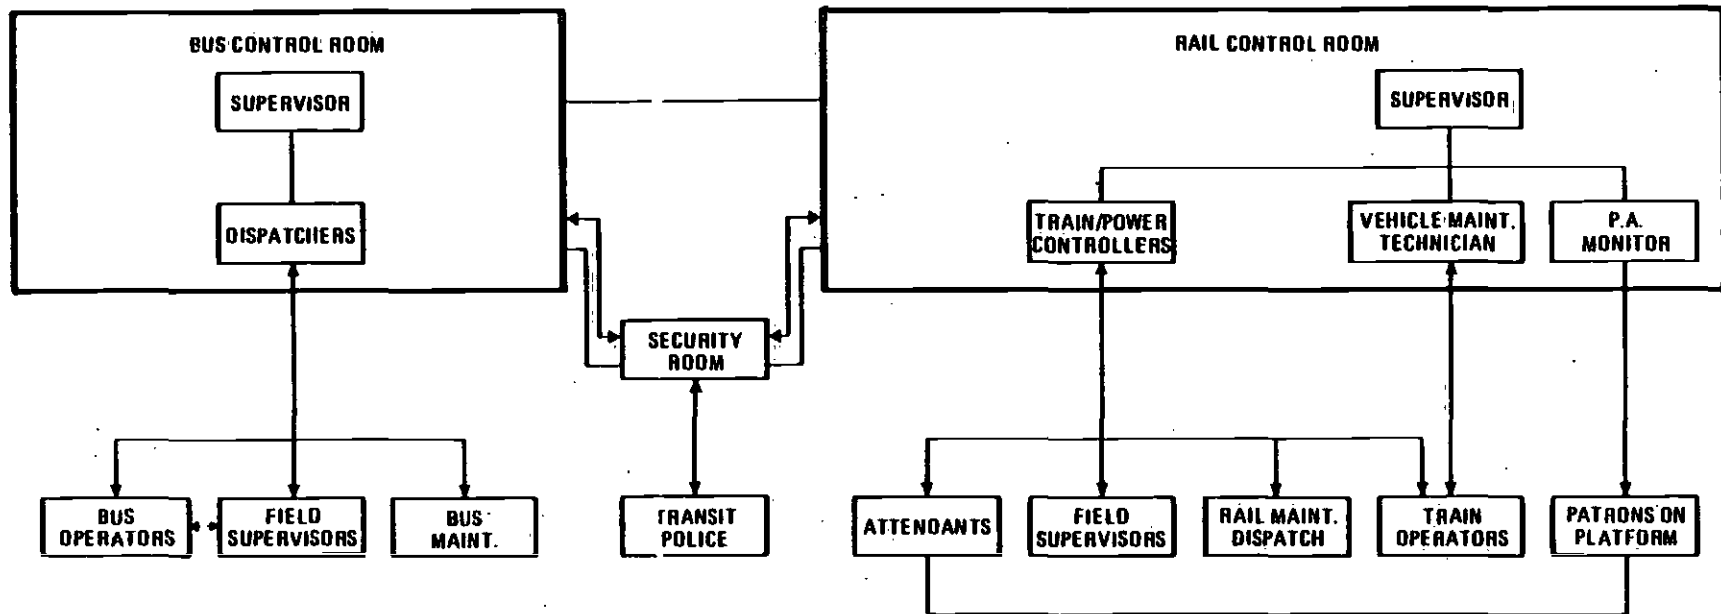 BUS CONTROL ROOM
SUPERVISOR
DISPATCHERS
RAIL CONTROL ROOM
SUPERVISOR
TRAIN/POWER
CONTROLLERS
VEHICLE MAINT.
TECHNICIAN
P.A.
MONITOR
SECURITY
ROOM
BUS
OPERATORS
FIELD
SUPERVISORS
BUS
MAINT.
TRANSIT
POLICE
ATTENDANTS
FIELD
SUPERVISORS
RAIL MAINT.
DISPATCH
TRAIN
OPERATORS
PATRONS ON
PLATFORM